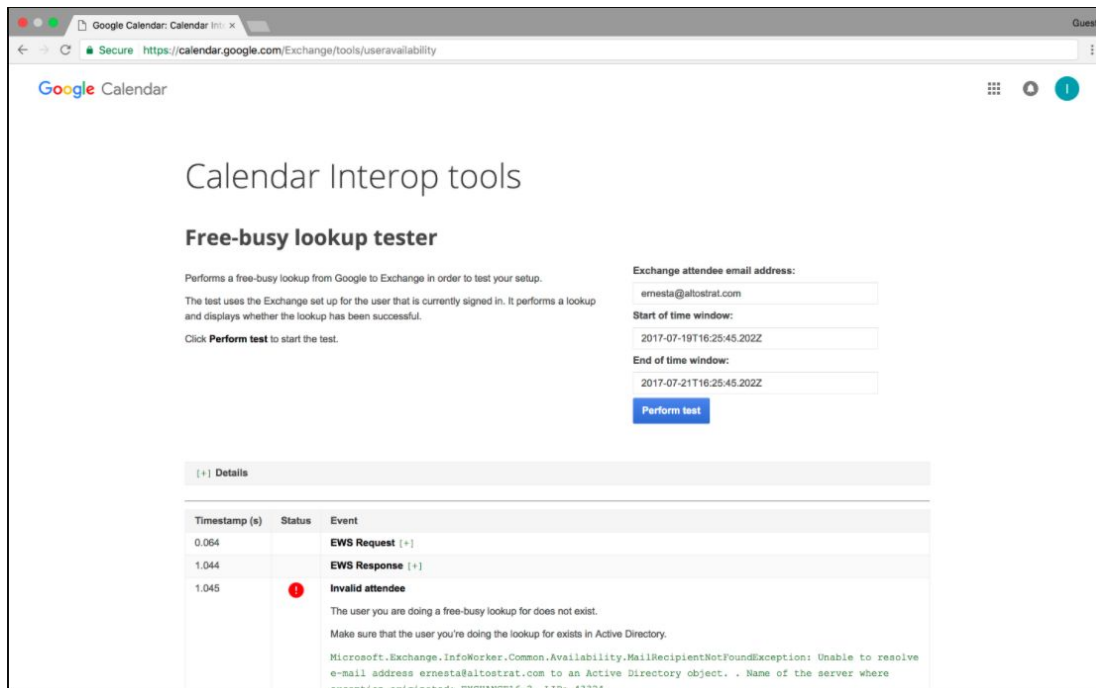 Google Calendar: Calendar Int
Guest
Secure https://calendar.google.com/Exchange/tools/useravailability
Google Calendar
I
Calendar Interop tools
Free-busy lookup tester
Performs a free-busy lookup from Google to Exchange in order to test your setup.
The test uses the Exchange set up for the user that is currently signed in. It performs a lookup
and displays whether the lookup has been successful.
Click Perform test to start the test.
Exchange attendee email address:
ernesta@altostrat.com
Start of time window:
2017-07-19T16:25:45.202Z
End of time window:
2017-07-21T16:25:45.202Z
Perform test
[+] Details
Timestamp (s) Status Event
0.064 EWS Request [+]
1.044 EWS Response [+]
1.045 Invalid attendee
The user you are doing a free-busy lookup for does not exist.
Make sure that the user you're doing the lookup for exists in Active Directory.
Microsoft.Exchange.InfoWorker.Common.Availability.MailRecipientNotFoundException: Unable to resolve
e-mail address ernesta@altostrat.com to an Active Directory object. . Name of the server where